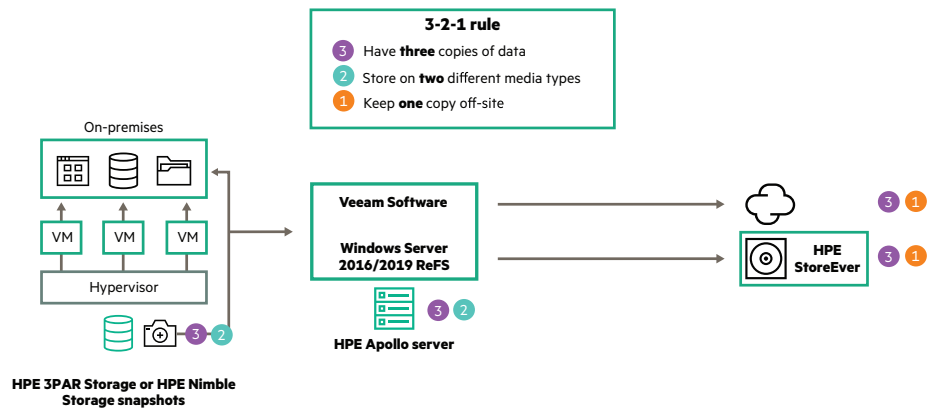 3-2-1 rule
3 Have three copies of data
2 Store on two different media types
1 Keep one copy off-site
On-premises
VM VM VM
Hypervisor
3 2
HPE 3PAR Storage or HPE Nimble
Storage snapshots
Veeam Software
Windows Server
2016/2019 ReFS
3 2
HPE Apollo server
3 1
HPE
StoreEver
3 1